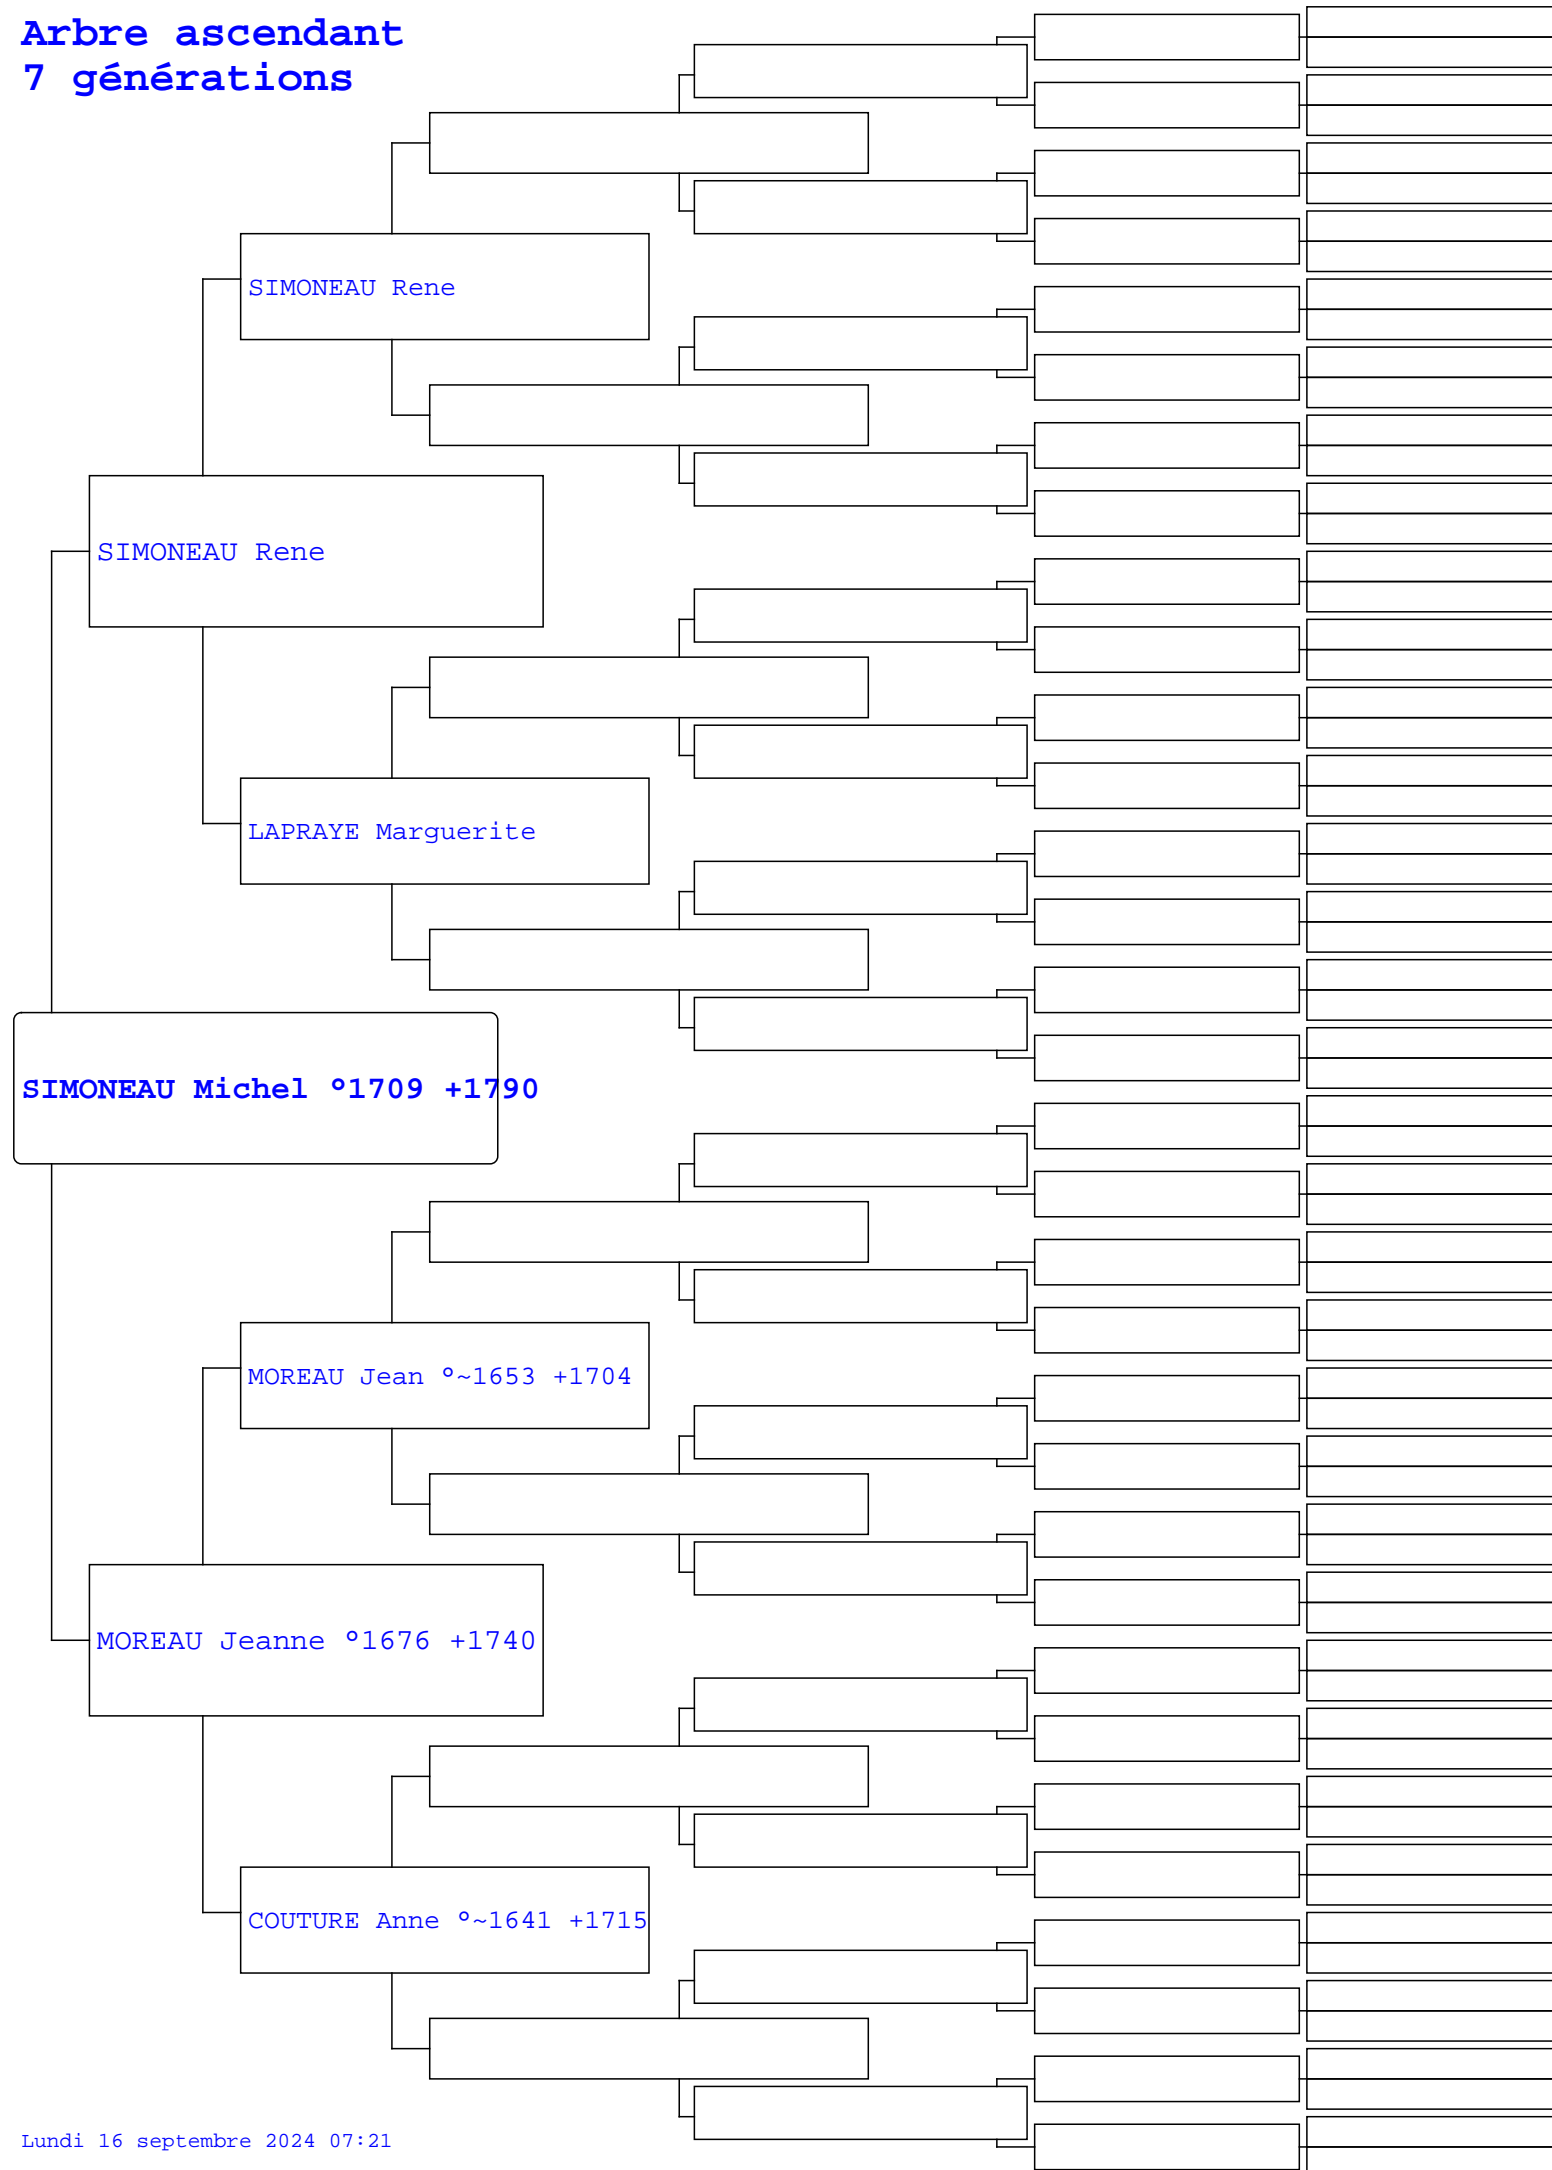 Arbre ascendant
7 générations
SIMONEAU Rene
SIMONEAU Rene
LAPRAYE Marguerite
SIMONEAU Michel °1709 +1790
MOREAU Jean °~1653 +1704
MOREAU Jeanne °1676 +1740
COUTURE Anne °~1641 +1715
Lundi 16 septembre 2024 07:21